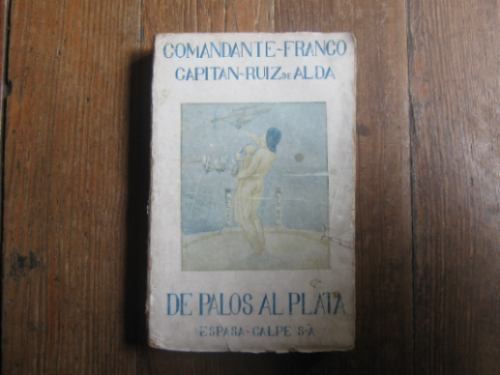 COMANDANTE-FRANCO
CAPITAN-RUIZ DE ALDA
DE PALOS AL PLATA
ESPASA-CALPE S-A